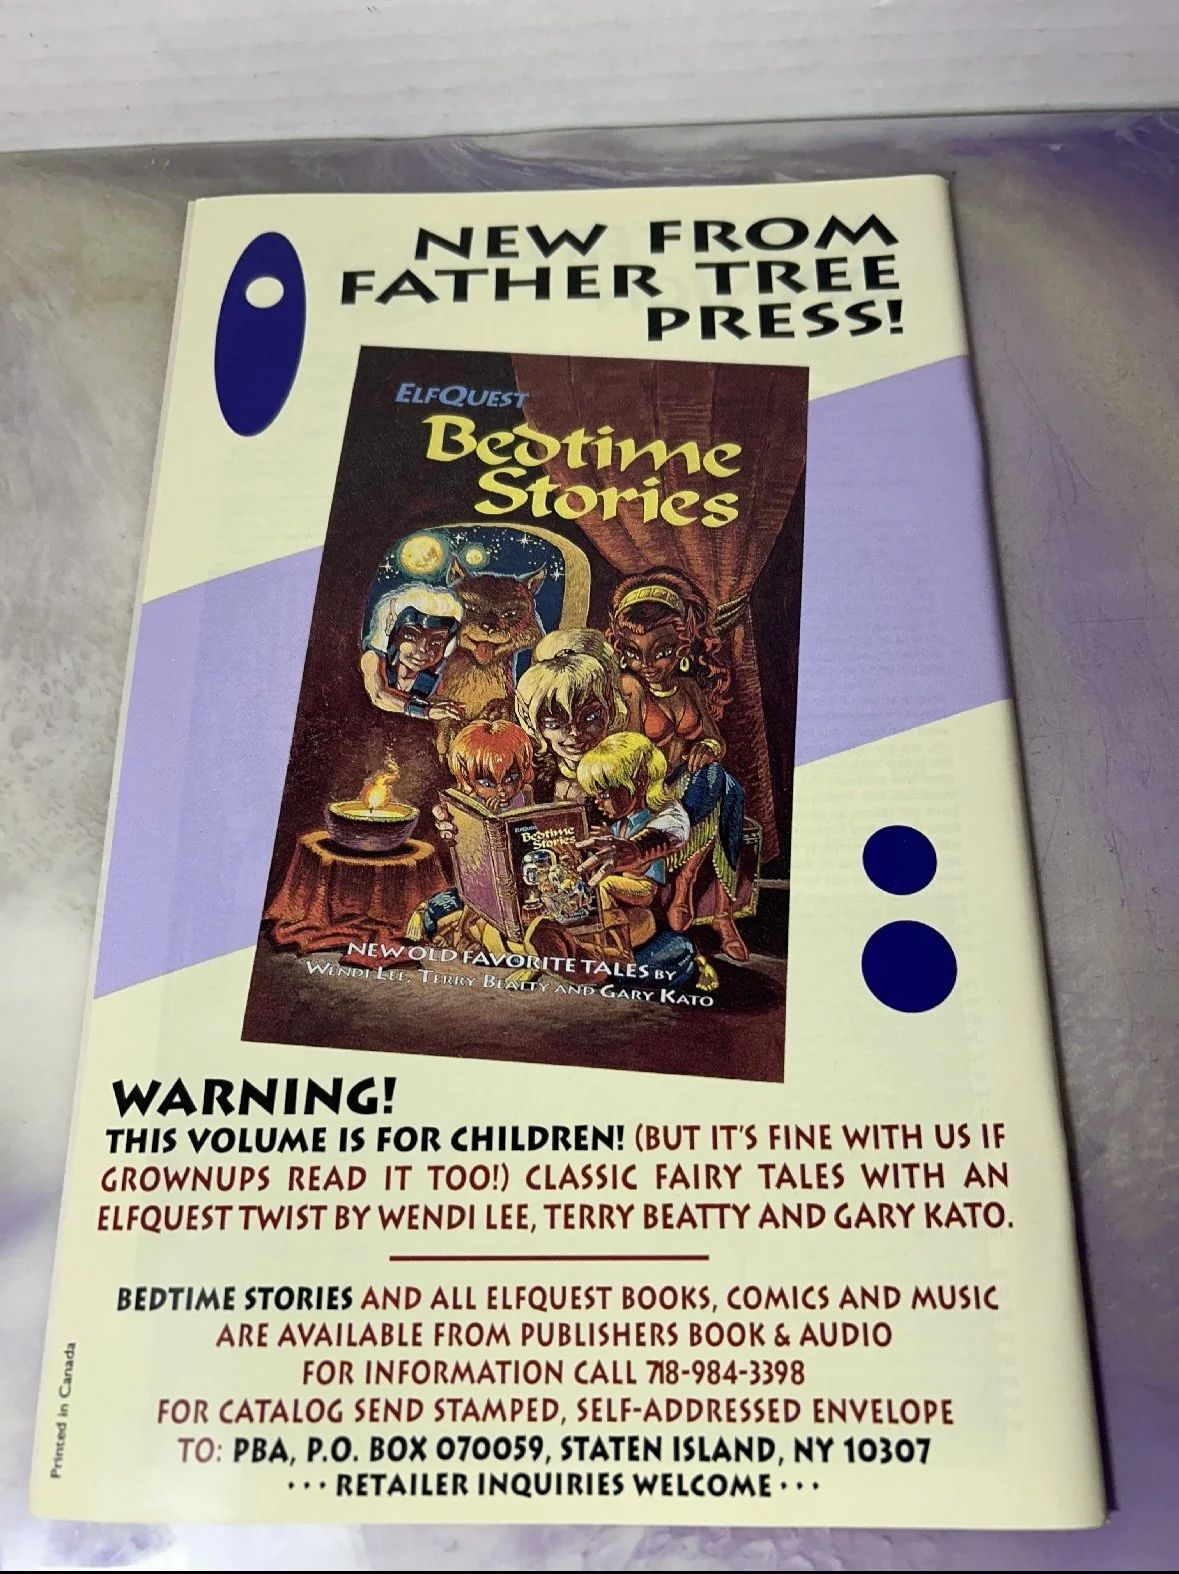 NEW FROM
FATHER TREE
PRESS!
ELFQUEST
Bedtime
Stories
ELFQUEST
Bedtime
Stories
NEW OLD FAVORITE TALES BY
WENDI LEE, TERRY BEATTY AND GARY KATO
WARNING!
THIS VOLUME IS FOR CHILDREN! (BUT IT'S FINE WITH US IF
GROWNUPS READ IT TOO!) CLASSIC FAIRY TALES WITH AN
ELFQUEST TWIST BY WENDI LEE, TERRY BEATTY AND GARY KATO.
BEDTIME STORIES AND ALL ELFQUEST BOOKS, COMICS AND MUSIC
ARE AVAILABLE FROM PUBLISHERS BOOK & AUDIO
FOR INFORMATION CALL 718-984-3398
FOR CATALOG SEND STAMPED, SELF-ADDRESSED ENVELOPE
TO: PBA, P.O. BOX 070059, STATEN ISLAND, NY 10307
••• RETAILER INQUIRIES WELCOME •••
Printed in Canada